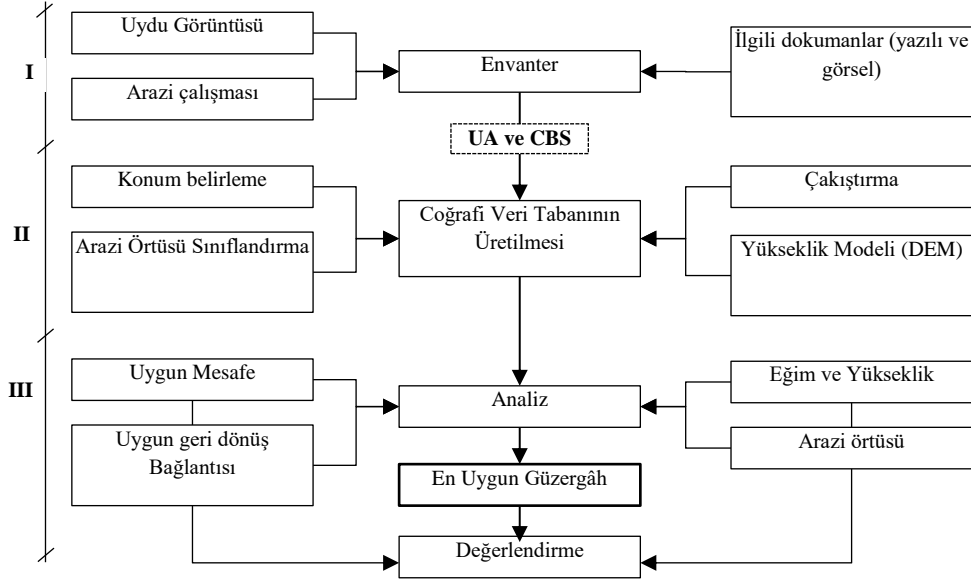 I
Uydu Görüntüsü
Arazi çalışması
Envanter
İlgili dokumanlar (yazılı ve
görsel)
UA ve CBS
II
Konum belirleme
Arazi Örtüsü Sınıflandırma
Coğrafi Veri Tabanının
Üretilmesi
Çakıştırma
Yükseklik Modeli (DEM)
III
Uygun Mesafe
Uygun geri dönüş
Bağlantısı
Analiz
Eğim ve Yükseklik
Arazi örtüsü
En Uygun Güzergâh
Değerlendirme